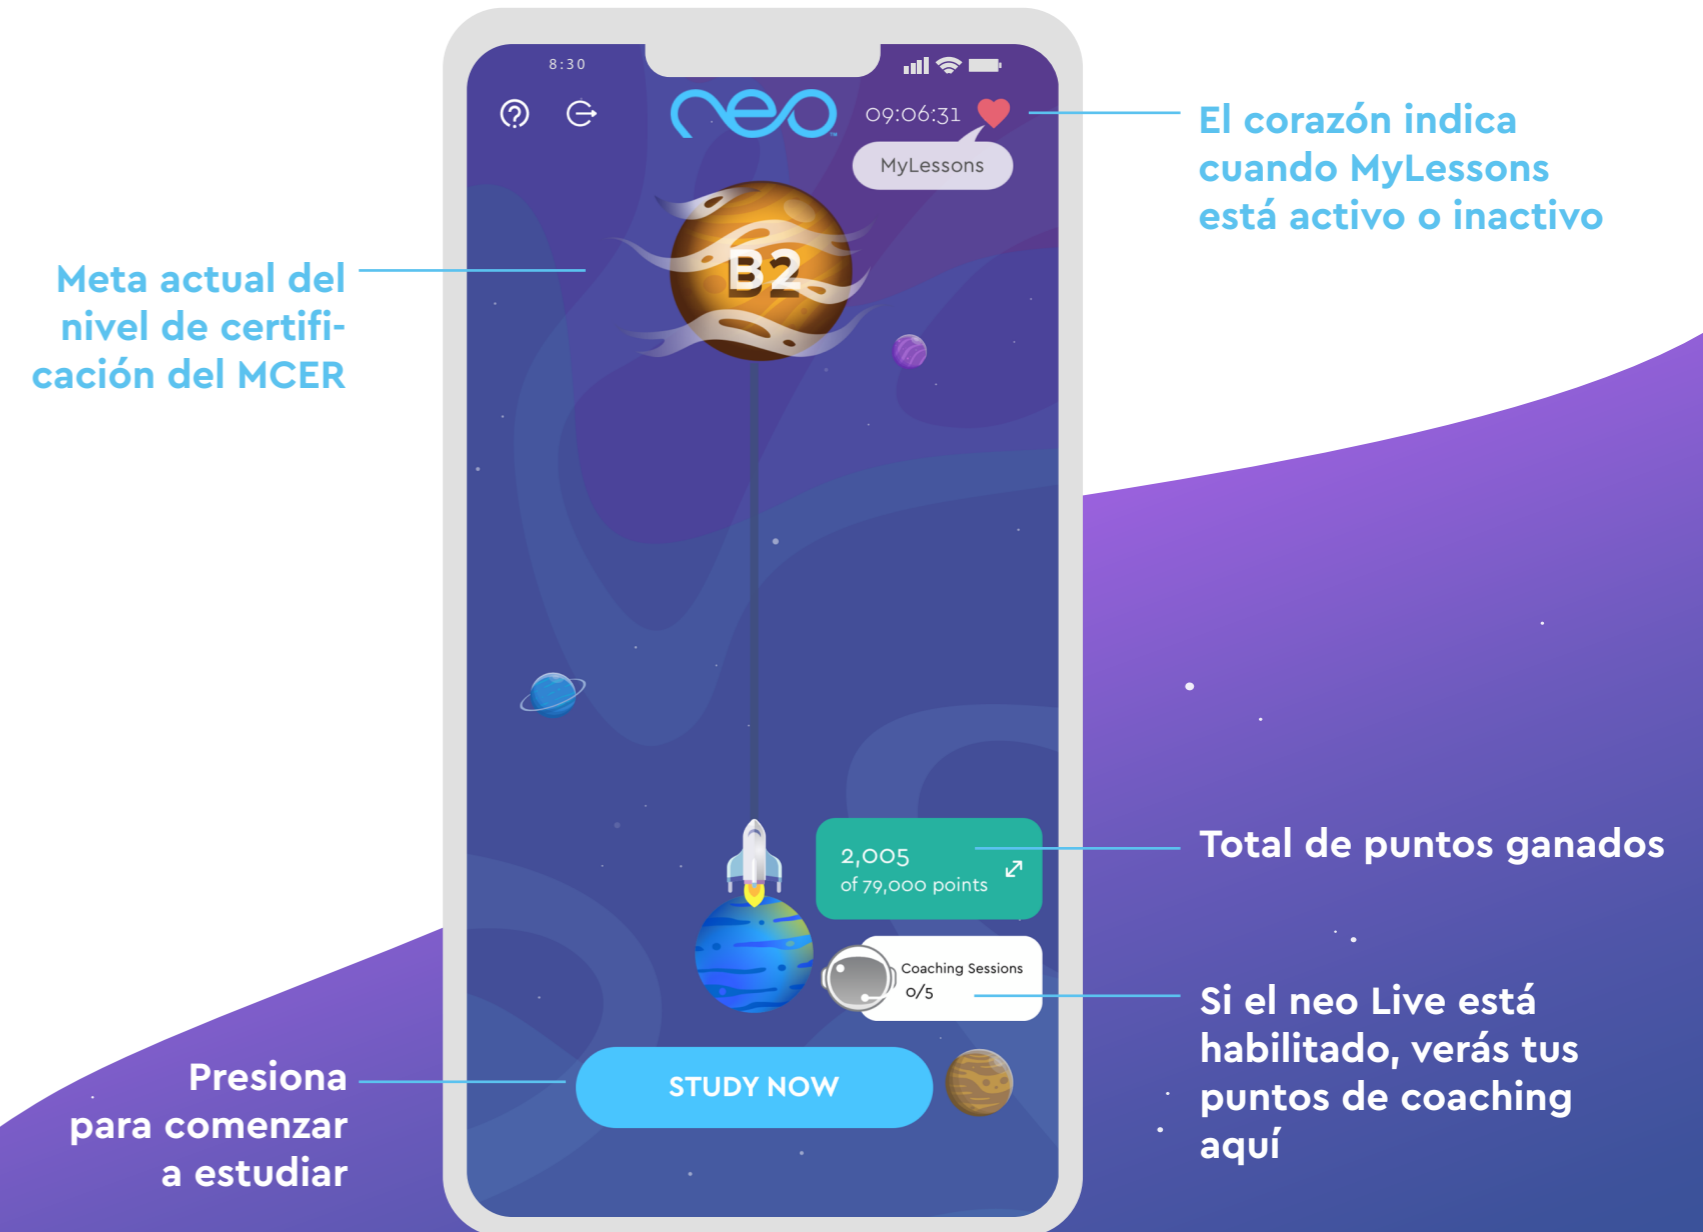 8:30
neo
TM
09:06:31
MyLessons
B2
El corazón indica
cuando MyLessons
está activo o inactivo
Meta actual del
nivel de certifi-
cación del MCER
2,005
of 79,000 points
Total de puntos ganados
Coaching Sessions
0/5
Si el neo Live está
habilitado, verás tus
puntos de coaching
aquí
STUDY NOW
Presiona
para comenzar
a estudiar